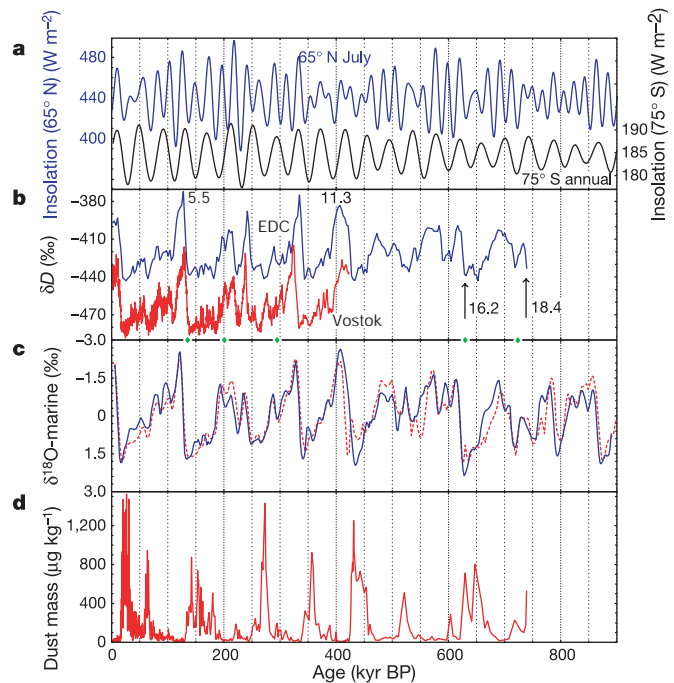 a
Insolation (65° N) (W m–2)
480
440
400
65° N July
75° S annual
190
185
180
Insolation (75° S) (W m–2)
b
δD (‰)
–380
–410
–440
–470
5.5
11.3
EDC
Vostok
16.2
18.4
c
δ18O-marine (‰)
–3.0
–1.5
0
1.5
3.0
d
Dust mass (μg kg–1)
1,200
800
400
0
0 200 400 600 800
Age (kyr BP)